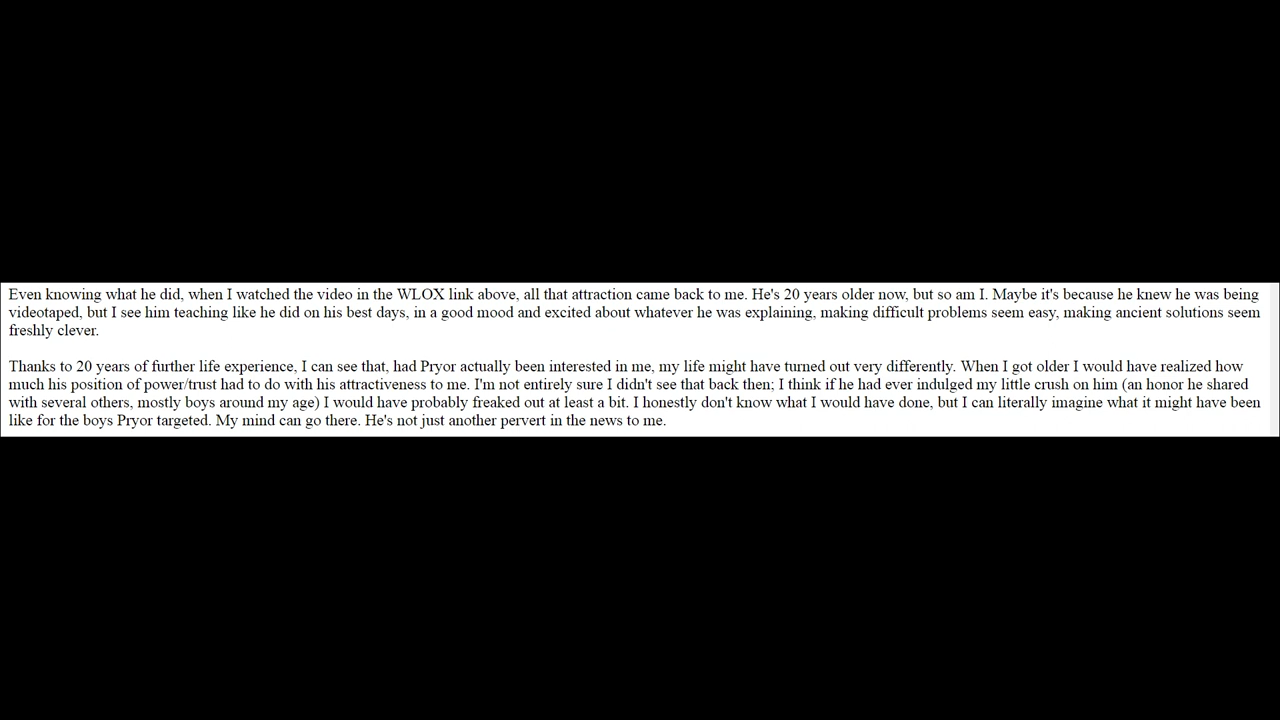 Even knowing what he did, when I watched the video in the WLOX link above, all that attraction came back to me. He's 20 years older now, but so am I. Maybe it's because he knew he was being
videotaped, but I see him teaching like he did on his best days, in a good mood and excited about whatever he was explaining, making difficult problems seem easy, making ancient solutions seem
freshly clever.
Thanks to 20 years of further life experience, I can see that, had Pryor actually been interested in me, my life might have turned out very differently. When I got older I would have realized how
much his position of power/trust had to do with his attractiveness to me. I'm not entirely sure I didn't see that back then; I think if he had ever indulged my little crush on him (an honor he shared
with several others, mostly boys around my age) I would have probably freaked out at least a bit. I honestly don't know what I would have done, but I can literally imagine what it might have been
like for the boys Pryor targeted. My mind can go there. He's not just another pervert in the news to me.